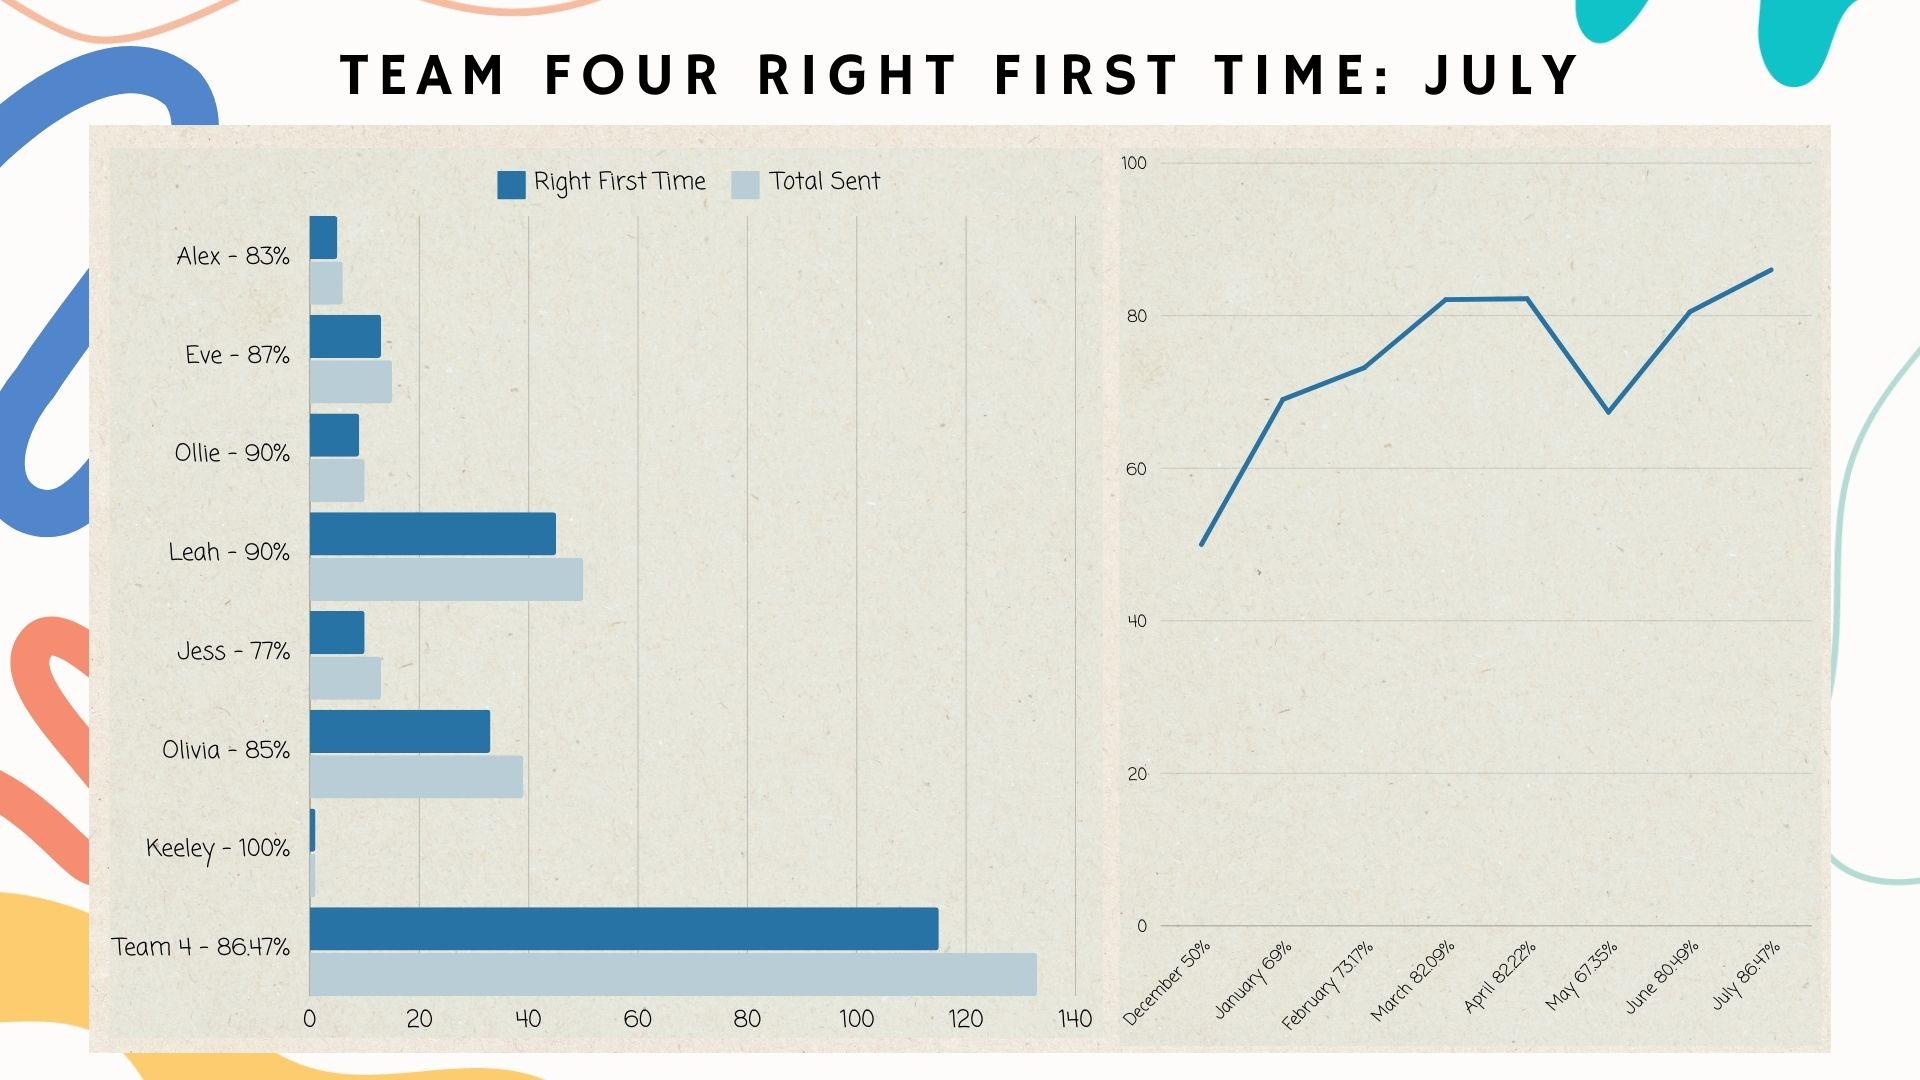 TEAM FOUR RIGHT FIRST TIME: JULY
Right First Time
Total Sent
Alex - 83%
Eve - 87%
Ollie - 90%
Leah - 90%
Jess - 77%
Olivia - 85%
Keeley - 100%
Team 4 - 86.47%
0 20 40 60 80 100 120 140
100
80
60
40
20
0
December 50%
January 69%
February 73.17%
March 82.09%
April 82.22%
May 67.35%
June 80.49%
July 86.47%